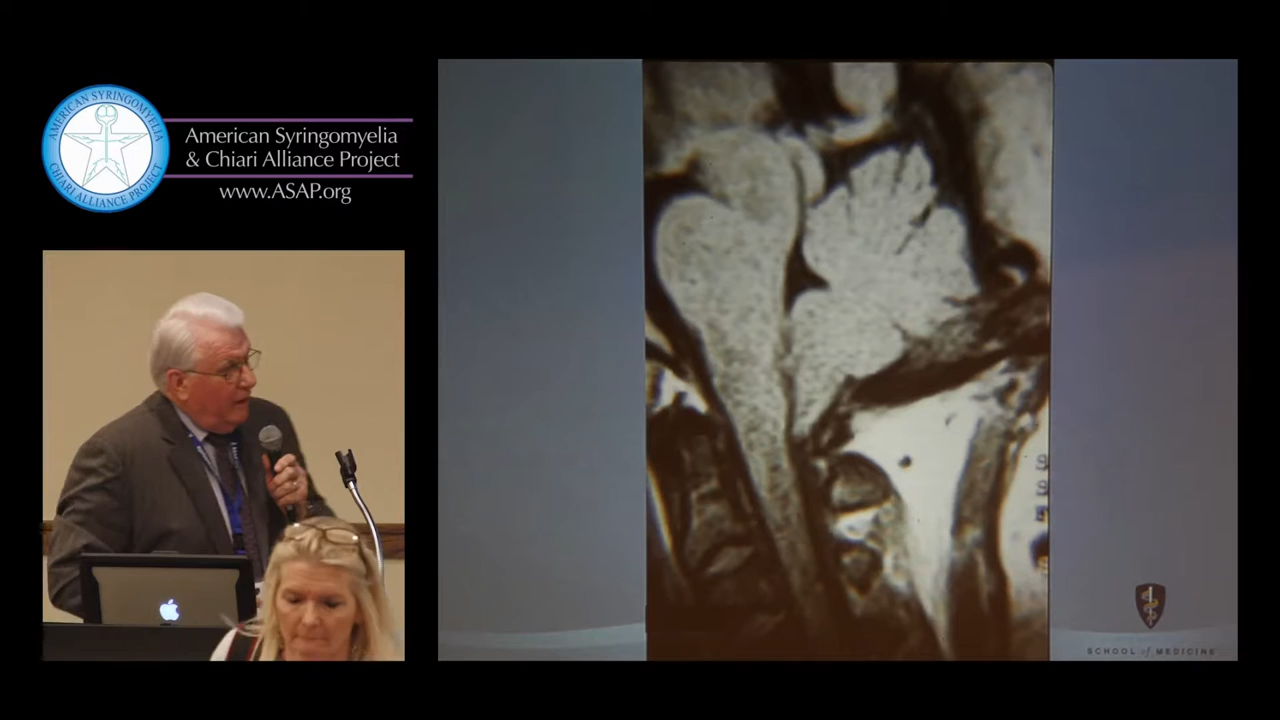 AMERICAN SYRINGOMYELIA
CHIARI ALLIANCE PROJECT
American Syringomyelia
& Chiari Alliance Project
www.ASAP.org
S
S
SCHOOL of MEDICINE